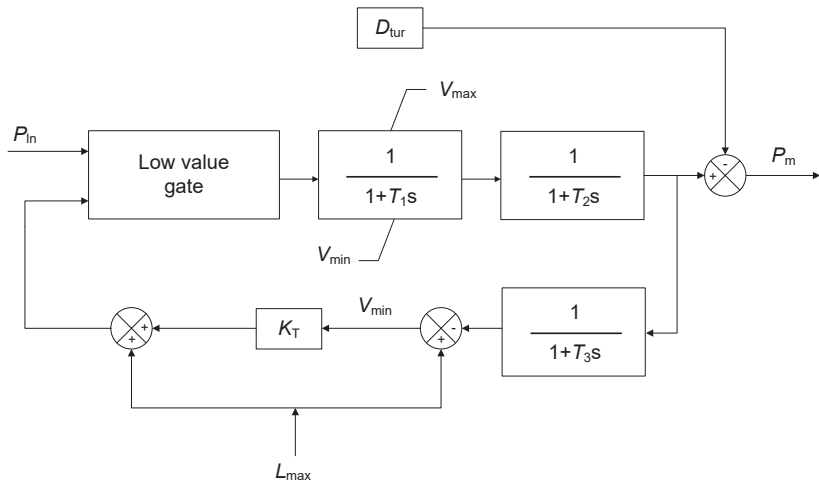 D_tur
V_max
P_In
Low value
gate
1
1+T_1s
1
1+T_2s
-
+
P_m
V_min
V_min
K_T
+
+
-
+
1
1+T_3s
L_max